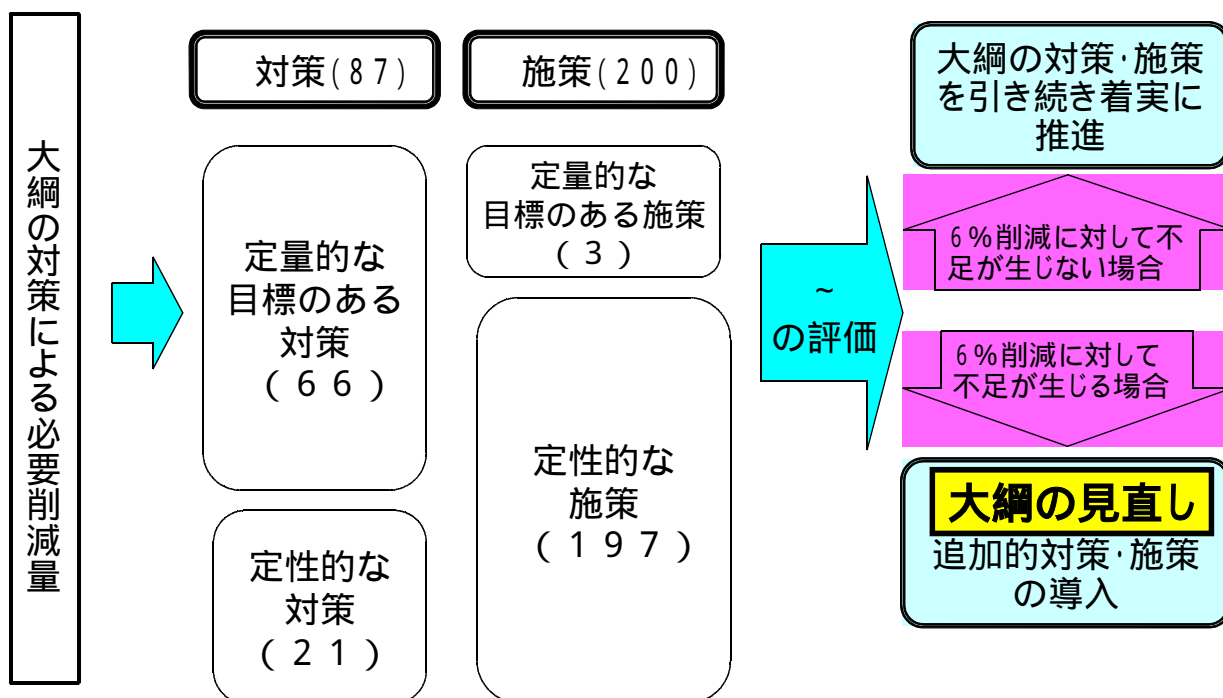 大綱の対策による必要削減量
対策(87)
定量的な
目標のある
対策
(66)
定性的な
対策
(21)
施策(200)
定量的な
目標のある施策
(3)
定性的な
施策
(197)
~
の評価
大綱の対策·施策
を引き続き着実に
推進
6%削減に対して不
足が生じない場合
6%削減に対して
不足が生じる場合
大綱の見直し
追加的対策·施策
の導入